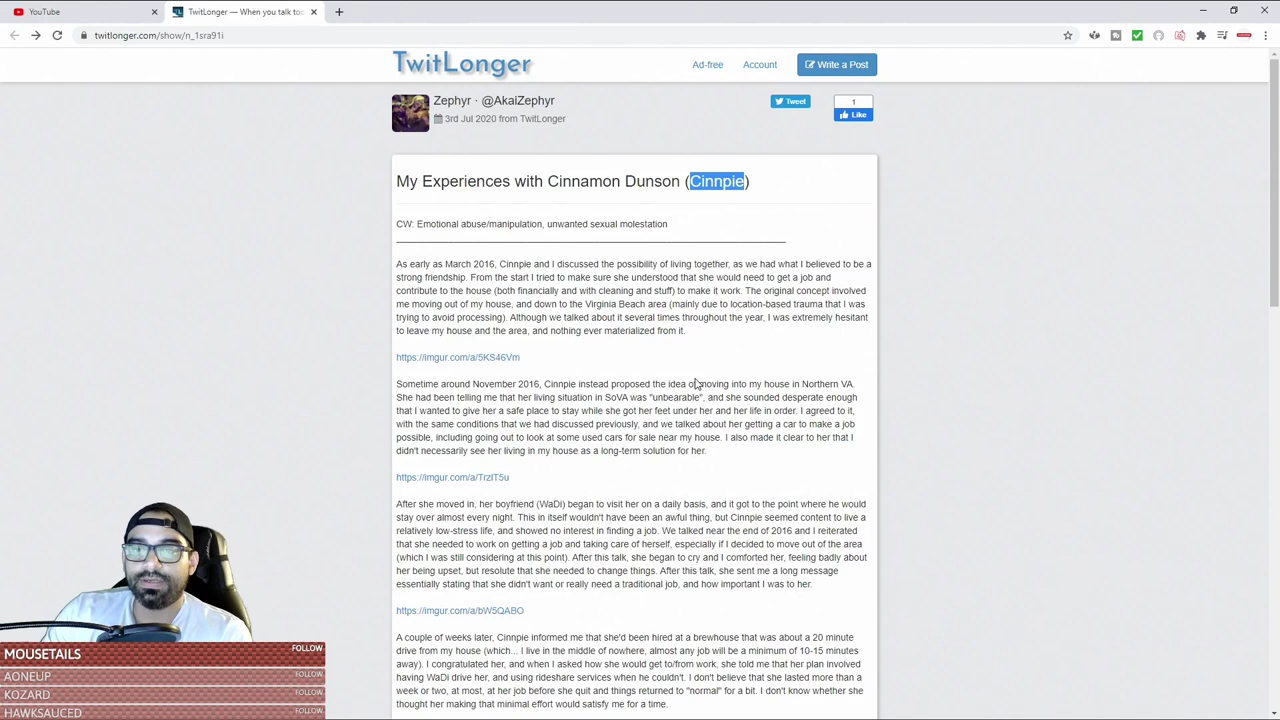 YouTube
TwitLonger — When you talk too
twitlonger.com/show/n_1sra91i
TwitLonger
Ad-free
Account
Write a Post
Zephyr · @AkaiZephyr
3rd Jul 2020 from TwitLonger
Tweet
1
Like
My Experiences with Cinnamon Dunson (Cinnpie)
CW: Emotional abuse/manipulation, unwanted sexual molestation
As early as March 2016, Cinnpie and I discussed the possibility of living together, as we had what I believed to be a
strong friendship. From the start I tried to make sure she understood that she would need to get a job and
contribute to the house (both financially and with cleaning and stuff) to make it work. The original concept involved
me moving out of my house, and down to the Virginia Beach area (mainly due to location-based trauma that I was
trying to avoid processing). Although we talked about it several times throughout the year, I was extremely hesitant
to leave my house and the area, and nothing ever materialized from it.
https://imgur.com/a/5KS46Vm
Sometime around November 2016, Cinnpie instead proposed the idea of moving into my house in Northern VA.
She had been telling me that her living situation in SoVA was "unbearable", and she sounded desperate enough
that I wanted to give her a safe place to stay while she got her feet under her and her life in order. I agreed to it,
with the same conditions that we had discussed previously, and we talked about her getting a car to make a job
possible, including going out to look at some used cars for sale near my house. I also made it clear to her that I
didn't necessarily see her living in my house as a long-term solution for her.
https://imgur.com/a/TrzIT5u
After she moved in, her boyfriend (WaDi) began to visit her on a daily basis, and it got to the point where he would
stay over almost every night. This in itself wouldn't have been an awful thing, but Cinnpie seemed content to live a
relatively low-stress life, and showed no interest in finding a job. We talked near the end of 2016 and I reiterated
that she needed to work on getting a job and taking care of herself, especially if I decided to move out of the area
(which I was still considering at this point). After this talk, she began to cry and I comforted her, feeling badly about
her being upset, but resolute that she needed to change things. After this talk, she sent me a long message
essentially stating that she didn't want or really need a traditional job, and how important I was to her.
https://imgur.com/a/bW5QABO
A couple of weeks later, Cinnpie informed me that she'd been hired at a brewhouse that was about a 20 minute
drive from my house (which... I live in the middle of nowhere, almost any job will be a minimum of 10-15 minutes
away). I congratulated her, and when I asked how she would get to/from work, she told me that her plan involved
having WaDi drive her, and using rideshare services when he couldn't. I don't believe that she lasted more than a
week or two, at most, at her job before she quit and things returned to "normal" for a bit. I don't know whether she
thought her making that minimal effort would satisfy me for a time.
MOUSETAILS FOLLOW
AONEUP FOLLOW
KOZARD FOLLOW
HAWKSAUCED FOLLOW